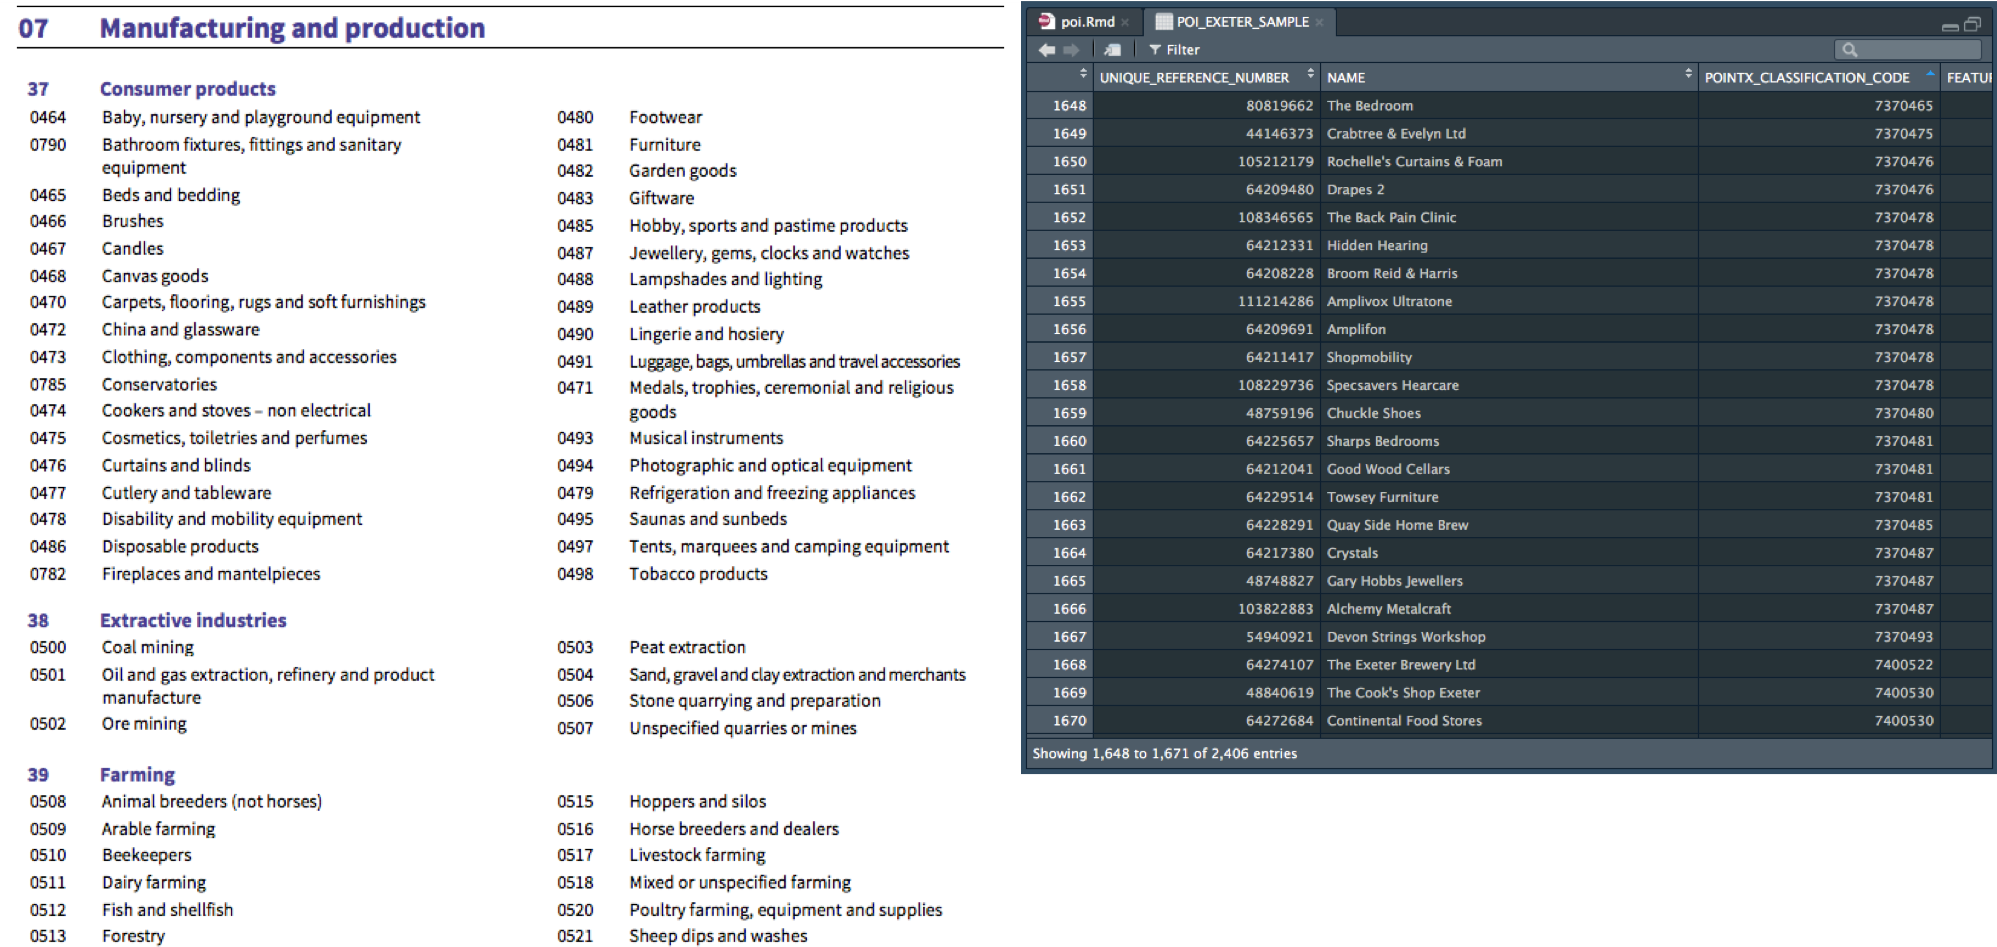 07 Manufacturing and production
37 Consumer products
0464 Baby, nursery and playground equipment
0790 Bathroom fixtures, fittings and sanitary
equipment
0465 Beds and bedding
0466 Brushes
0467 Candles
0468 Canvas goods
0470 Carpets, flooring, rugs and soft furnishings
0472 China and glassware
0473 Clothing, components and accessories
0785 Conservatories
0474 Cookers and stoves – non electrical
0475 Cosmetics, toiletries and perfumes
0476 Curtains and blinds
0477 Cutlery and tableware
0478 Disability and mobility equipment
0486 Disposable products
0782 Fireplaces and mantelpieces
0480 Footwear
0481 Furniture
0482 Garden goods
0483 Giftware
0485 Hobby, sports and pastime products
0487 Jewellery, gems, clocks and watches
0488 Lampshades and lighting
0489 Leather products
0490 Lingerie and hosiery
0491 Luggage, bags, umbrellas and travel accessories
0471 Medals, trophies, ceremonial and religious
goods
0493 Musical instruments
0494 Photographic and optical equipment
0479 Refrigeration and freezing appliances
0495 Saunas and sunbeds
0497 Tents, marquees and camping equipment
0498 Tobacco products
38 Extractive industries
0500 Coal mining
0501 Oil and gas extraction, refinery and product
manufacture
0502 Ore mining
0503 Peat extraction
0504 Sand, gravel and clay extraction and merchants
0506 Stone quarrying and preparation
0507 Unspecified quarries or mines
39 Farming
0508 Animal breeders (not horses)
0509 Arable farming
0510 Beekeepers
0511 Dairy farming
0512 Fish and shellfish
0513 Forestry
0515 Hoppers and silos
0516 Horse breeders and dealers
0517 Livestock farming
0518 Mixed or unspecified farming
0520 Poultry farming, equipment and supplies
0521 Sheep dips and washes
poi.Rmd × POI_EXETER_SAMPLE ×
Filter
UNIQUE_REFERENCE_NUMBER NAME POINTX_CLASSIFICATION_CODE FEATU
1648 80819662 The Bedroom 7370465
1649 44146373 Crabtree & Evelyn Ltd 7370475
1650 105212179 Rochelle's Curtains & Foam 7370476
1651 64209480 Drapes 2 7370476
1652 108346565 The Back Pain Clinic 7370478
1653 64212331 Hidden Hearing 7370478
1654 64208228 Broom Reid & Harris 7370478
1655 111214286 Amplivox Ultratone 7370478
1656 64209691 Amplifon 7370478
1657 64211417 Shopmobility 7370478
1658 108229736 Specsavers Hearcare 7370478
1659 48759196 Chuckle Shoes 7370480
1660 64225657 Sharps Bedrooms 7370481
1661 64212041 Good Wood Cellars 7370481
1662 64229514 Towsey Furniture 7370481
1663 64228291 Quay Side Home Brew 7370485
1664 64217380 Crystals 7370487
1665 48748827 Gary Hobbs Jewellers 7370487
1666 103822883 Alchemy Metalcraft 7370487
1667 54940921 Devon Strings Workshop 7370493
1668 64274107 The Exeter Brewery Ltd 7400522
1669 48840619 The Cook's Shop Exeter 7400530
1670 64272684 Continental Food Stores 7400530
Showing 1,648 to 1,671 of 2,406 entries